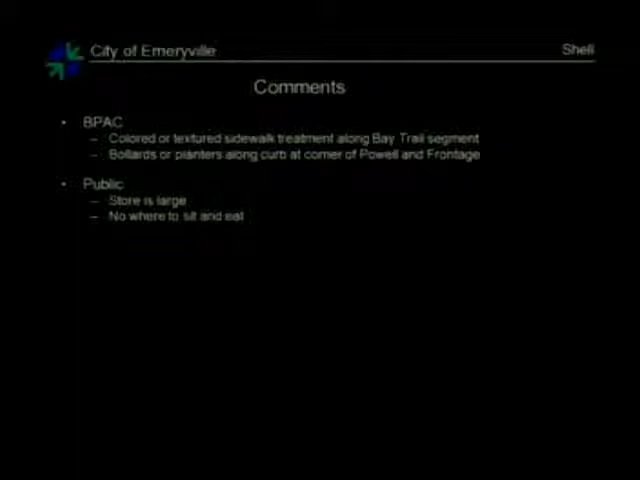 City of Emeryville
Shell
Comments
• BPAC
– Colored or textured sidewalk treatment along Bay Trail segment
– Bollards or planters along curb at corner of Powell and Frontage
• Public
– Store is large
– No where to sit and eat